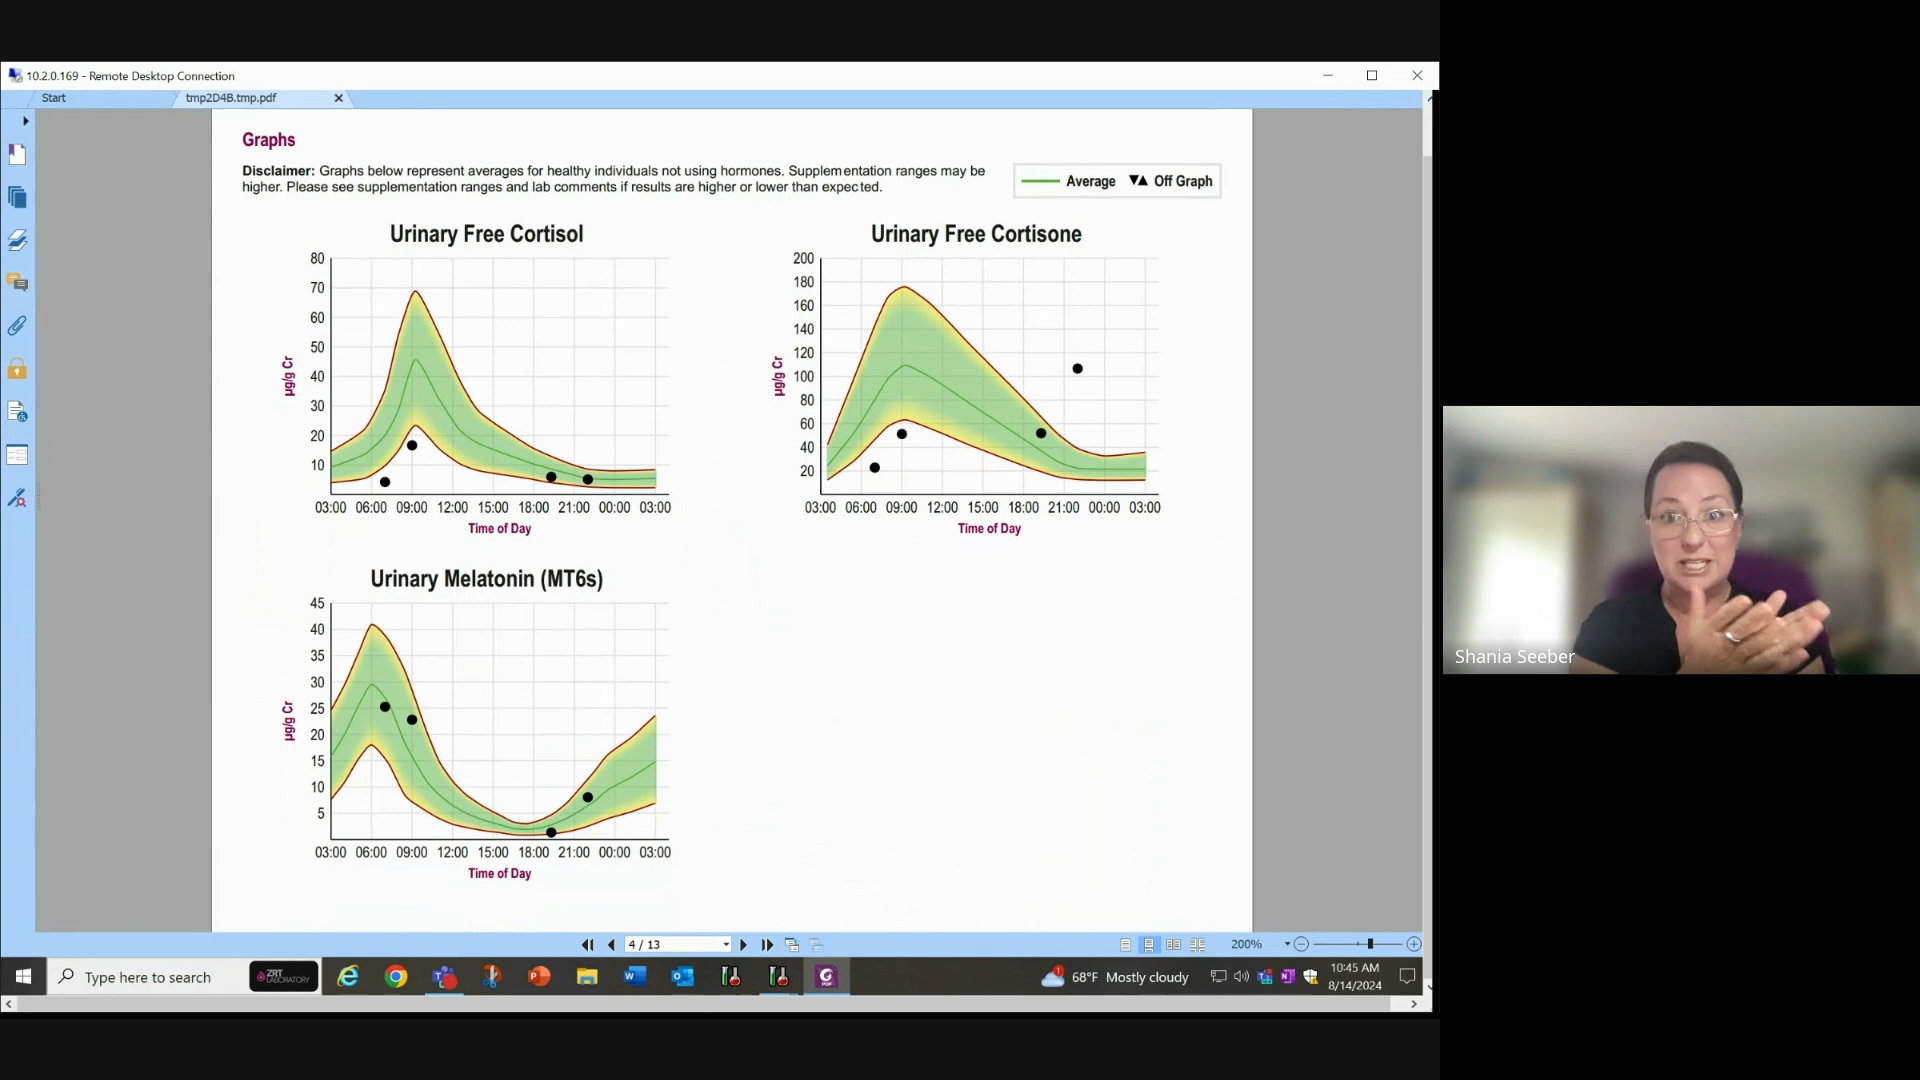 10.2.0.169 - Remote Desktop Connection
Start
tmp2D4B.tmp.pdf
Graphs
Disclaimer: Graphs below represent averages for healthy individuals not using hormones. Supplementation ranges may be
higher. Please see supplementation ranges and lab comments if results are higher or lower than expected.
Average
Off Graph
Urinary Free Cortisol
80
70
60
50
40
30
20
10
µg/g Cr
03:00 06:00 09:00 12:00 15:00 18:00 21:00 00:00 03:00
Time of Day
Urinary Free Cortisone
200
180
160
140
120
100
80
60
40
20
µg/g Cr
03:00 06:00 09:00 12:00 15:00 18:00 21:00 00:00 03:00
Time of Day
Urinary Melatonin (MT6s)
45
40
35
30
25
20
15
10
5
µg/g Cr
03:00 06:00 09:00 12:00 15:00 18:00 21:00 00:00 03:00
Time of Day
Shania Seeber
4 / 13
200%
Type here to search
ZRT
LABORATORY
68°F Mostly cloudy
10:45 AM
8/14/2024